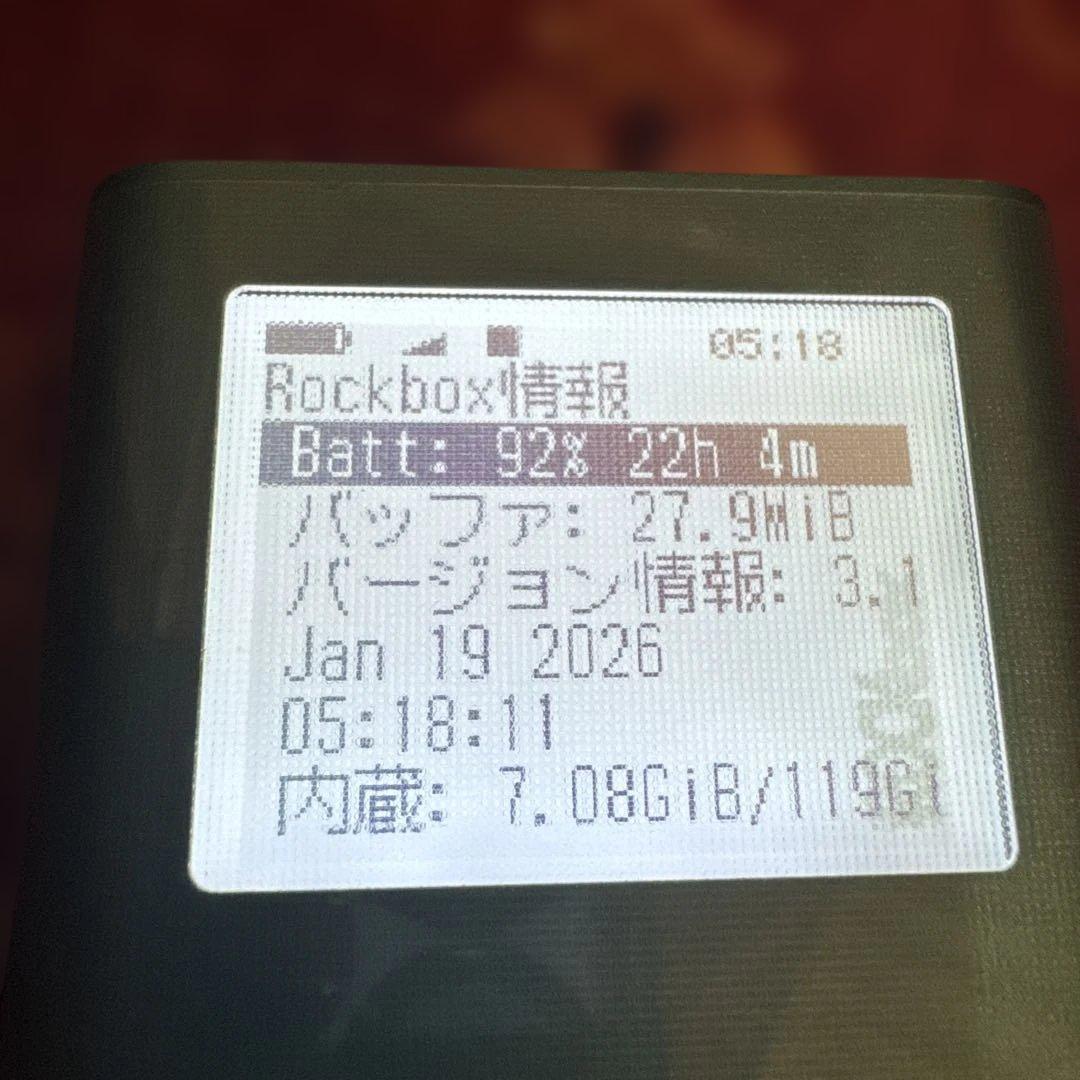 05:18
Rockbox情報
Batt: 92% 22h 4m
バッファ: 27.9MiB
バージョン情報: 3.1
Jan 19 2026
05:18:11
内蔵: 7.08GiB/119Gi